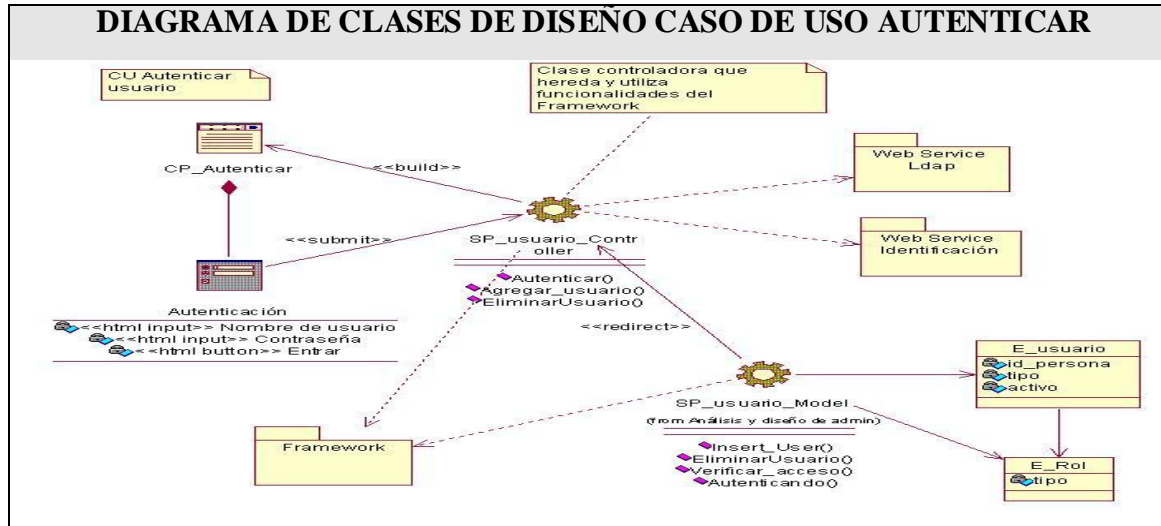 DIAGRAMA DE CLASES DE DISEÑO CASO DE USO AUTENTICAR
CU Autenticar
usuario
Clase controladora que
hereda y utiliza
funcionalidades del
Framework
CP_Autenticar
<<build>>
Web Service
Ldap
<<submit>>
SP_usuario_Contr
oller
Web Service
Identificación
Autenticar()
Agregar_usuario()
EliminarUsuario()
Autenticación
<<html input>> Nombre de usuario
<<html input>> Contraseña
<<html button>> Entrar
<<redirect>>
E_usuario
id_persona
tipo
activo
SP_usuario_Model
(from Análisis y diseño de admin)
Insert_User()
EliminarUsuario()
Verificar_acceso()
Autenticando()
Framework
E_Rol
tipo